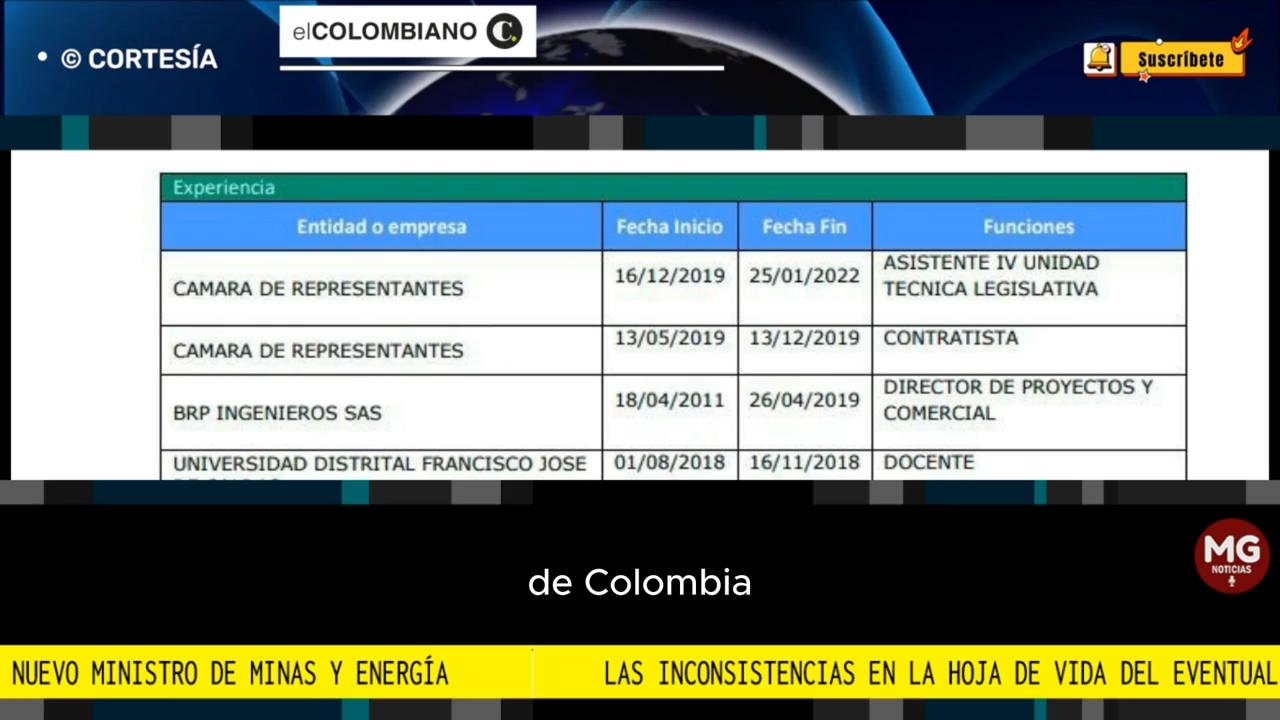 • © CORTESÍA
elCOLOMBIANO C.
Suscríbete
Experiencia
Entidad o empresa Fecha Inicio Fecha Fin Funciones
CAMARA DE REPRESENTANTES 16/12/2019 25/01/2022 ASISTENTE IV UNIDAD
TECNICA LEGISLATIVA
CAMARA DE REPRESENTANTES 13/05/2019 13/12/2019 CONTRATISTA
BRP INGENIEROS SAS 18/04/2011 26/04/2019 DIRECTOR DE PROYECTOS Y
COMERCIAL
UNIVERSIDAD DISTRITAL FRANCISCO JOSE 01/08/2018 16/11/2018 DOCENTE
MG
NOTICIAS
de Colombia
NUEVO MINISTRO DE MINAS Y ENERGÍA LAS INCONSISTENCIAS EN LA HOJA DE VIDA DEL EVENTUAL